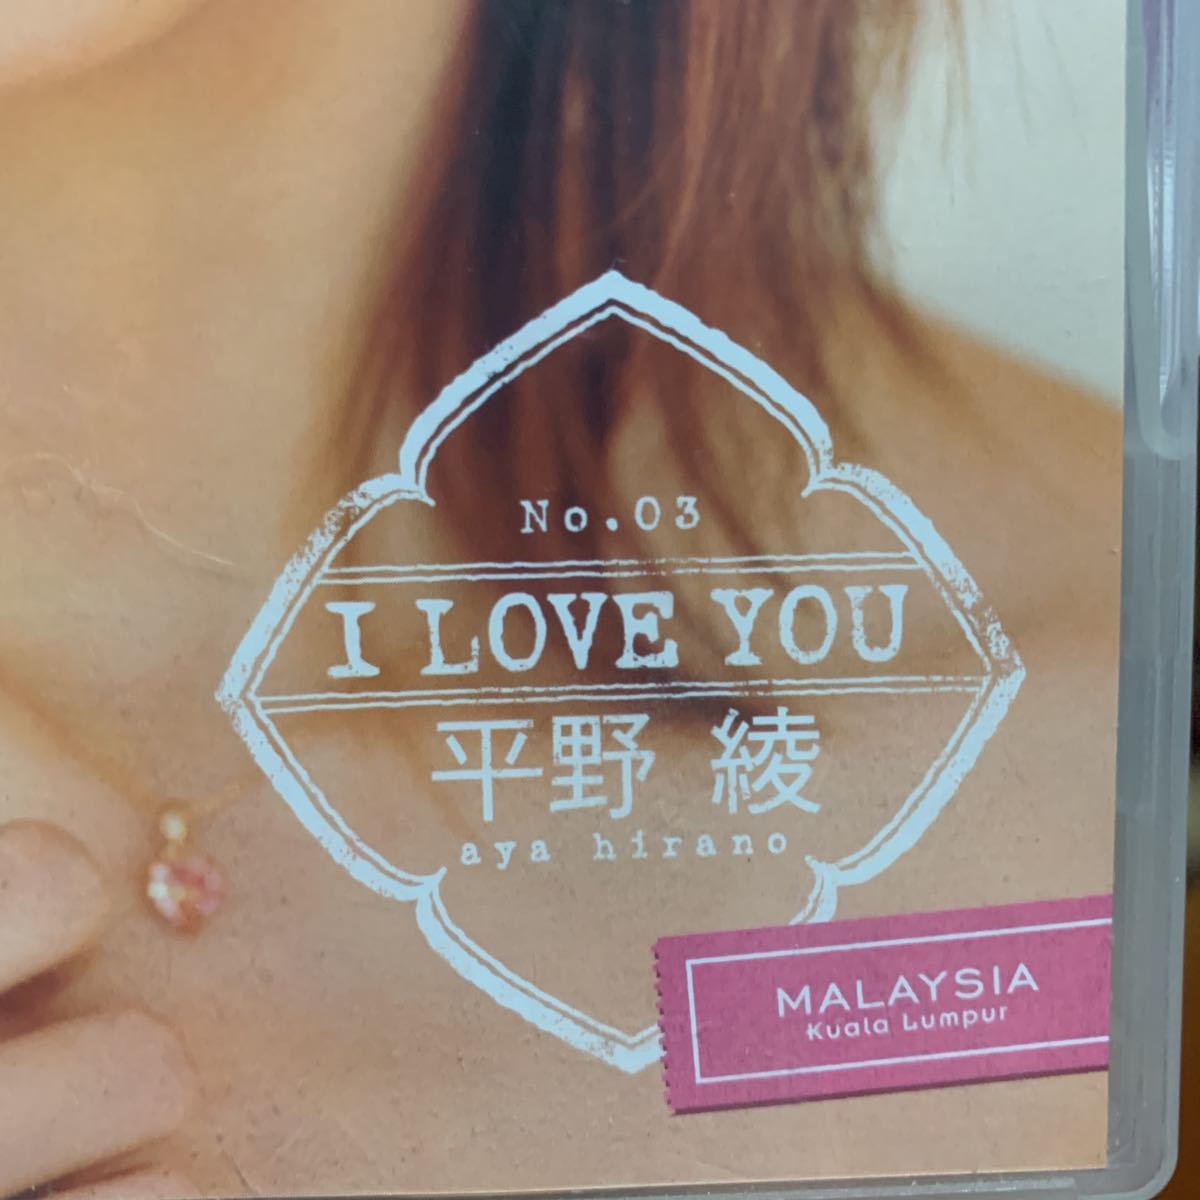 No.03
I LOVE YOU
平野 綾
aya hirano
MALAYSIA
Kuala Lumpur